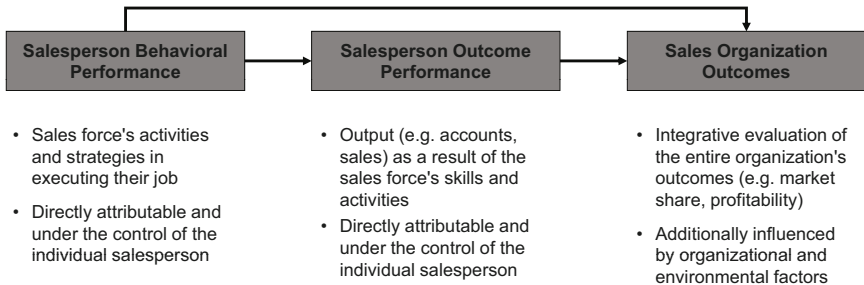 Salesperson Behavioral
Performance
Salesperson Outcome
Performance
Sales Organization
Outcomes
• Sales force's activities
and strategies in
executing their job
• Directly attributable and
under the control of the
individual salesperson
• Output (e.g. accounts,
sales) as a result of the
sales force's skills and
activities
• Directly attributable and
under the control of the
individual salesperson
• Integrative evaluation of
the entire organization's
outcomes (e.g. market
share, profitability)
• Additionally influenced
by organizational and
environmental factors